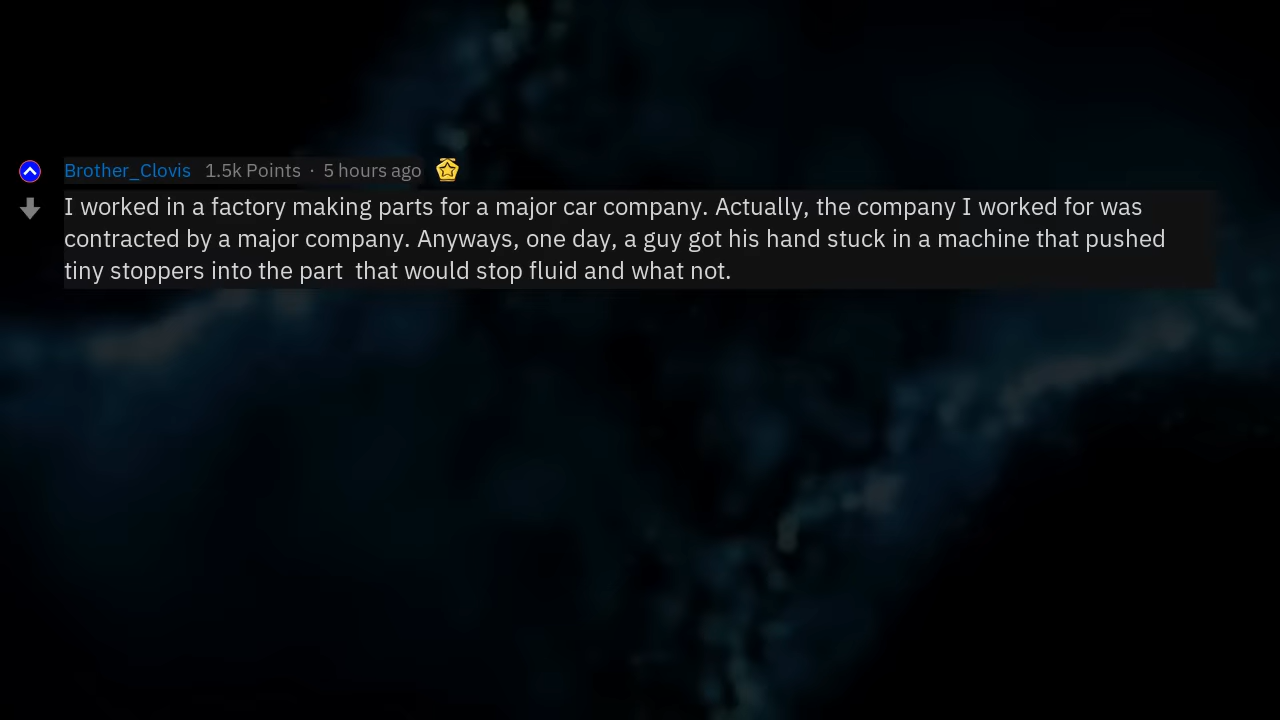 Brother_Clovis 1.5k Points · 5 hours ago
I worked in a factory making parts for a major car company. Actually, the company I worked for was
contracted by a major company. Anyways, one day, a guy got his hand stuck in a machine that pushed
tiny stoppers into the part  that would stop fluid and what not.